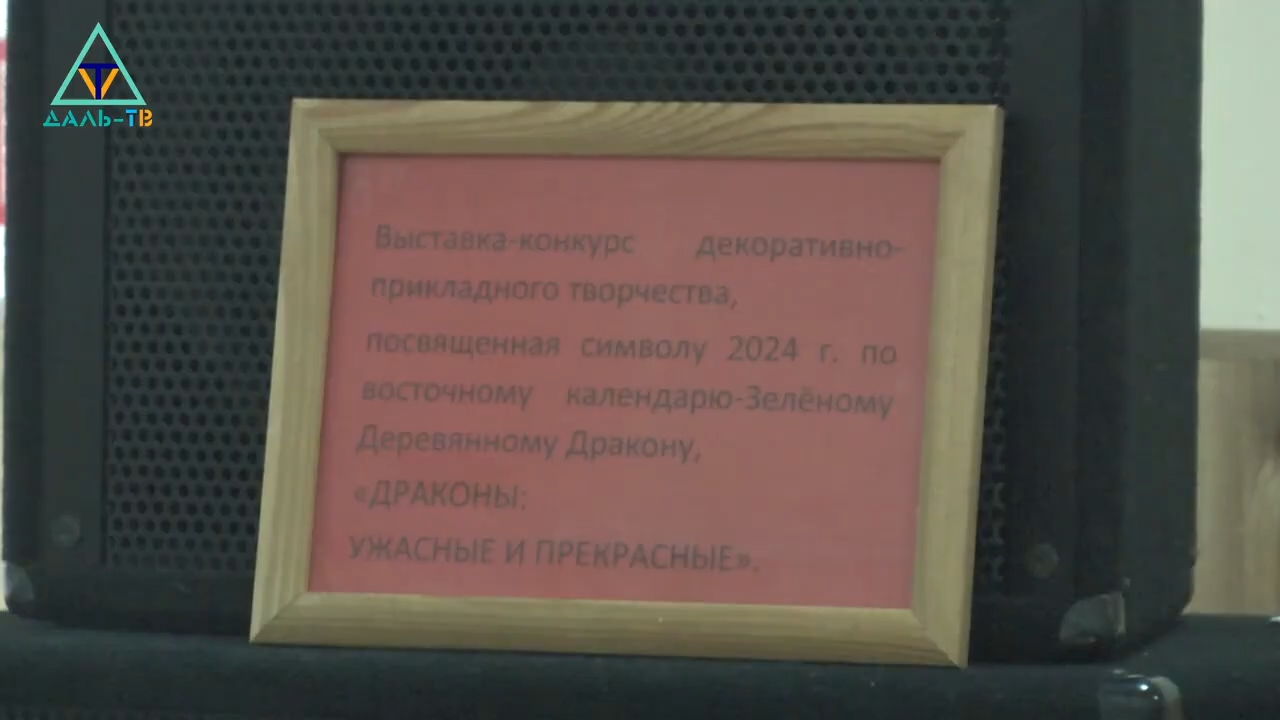 ДАЛЬ-ТВ
Выставка-конкурс декоративно-
прикладного творчества,
посвященная символу 2024 г. по
восточному календарю-Зелёному
Деревянному Дракону,
«ДРАКОНЫ:
УЖАСНЫЕ И ПРЕКРАСНЫЕ».